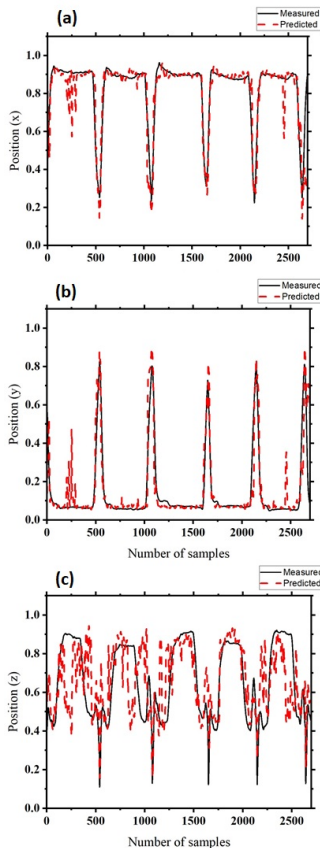 (a)
Measured
Predicted
Position (x)
1.0
0.8
0.6
0.4
0.2
0.0
0 500 1000 1500 2000 2500
(b)
Measured
Predicted
Position (y)
1.0
0.8
0.6
0.4
0.2
0.0
0 500 1000 1500 2000 2500
Number of samples
(c)
Measured
Predicted
Position (z)
1.0
0.8
0.6
0.4
0.2
0.0
0 500 1000 1500 2000 2500
Number of samples